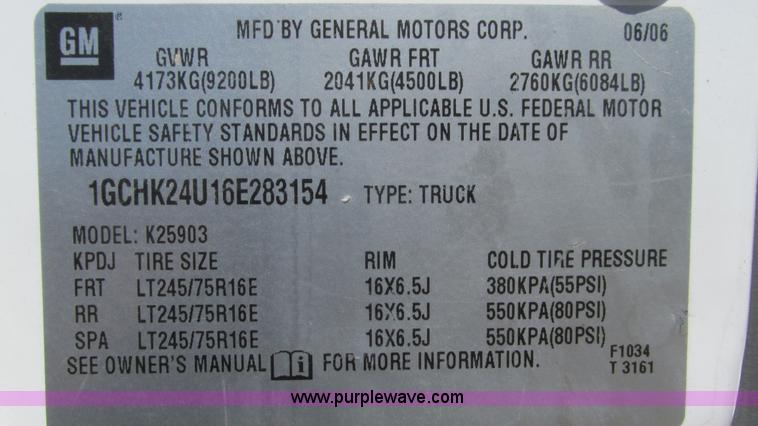 GM
MFD BY GENERAL MOTORS CORP. 06/06
GVWR GAWR FRT GAWR RR
4173KG(9200LB) 2041KG(4500LB) 2760KG(6084LB)
THIS VEHICLE CONFORMS TO ALL APPLICABLE U.S. FEDERAL MOTOR
VEHICLE SAFETY STANDARDS IN EFFECT ON THE DATE OF
MANUFACTURE SHOWN ABOVE.
1GCHK24U16E283154 TYPE: TRUCK
MODEL: K25903
KPDJ TIRE SIZE RIM COLD TIRE PRESSURE
FRT LT245/75R16E 16X6.5J 380KPA(55PSI)
RR LT245/75R16E 16X6.5J 550KPA(80PSI)
SPA LT245/75R16E 16X6.5J 550KPA(80PSI)
SEE OWNER'S MANUAL i FOR MORE INFORMATION.
F1034
T 3161
www.purplewave.com